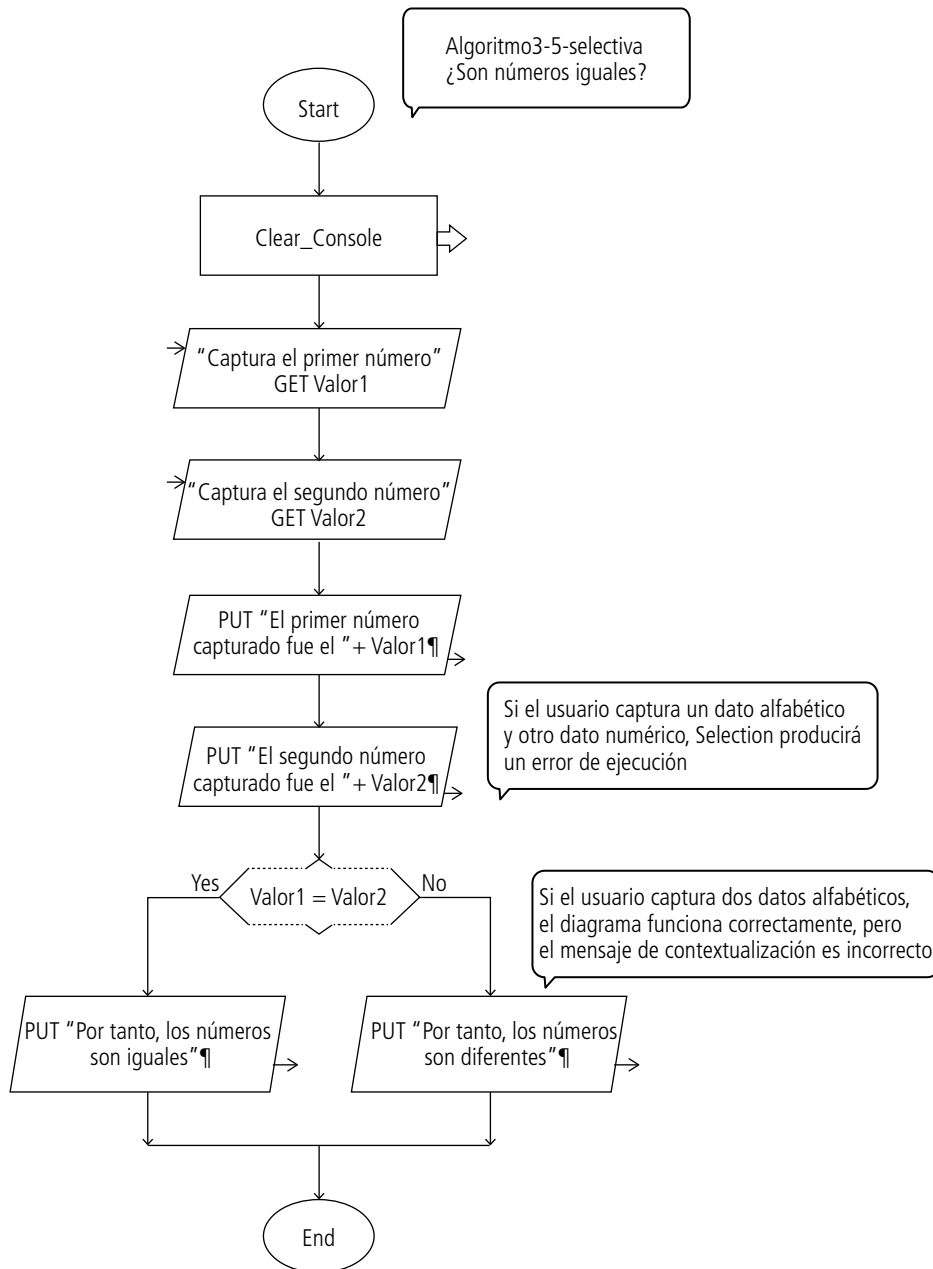 Algoritmo3-5-selectiva
¿Son números iguales?
Start
Clear_Console
“Captura el primer número”
GET Valor1
“Captura el segundo número”
GET Valor2
PUT “El primer número
capturado fue el ”+ Valor1¶
Si el usuario captura un dato alfabético
y otro dato numérico, Selection producirá
un error de ejecución
PUT “El segundo número
capturado fue el ”+ Valor2¶
Yes
Valor1 = Valor2
No
Si el usuario captura dos datos alfabéticos,
el diagrama funciona correctamente, pero
el mensaje de contextualización es incorrecto
PUT “Por tanto, los números
son iguales”¶
PUT “Por tanto, los números
son diferentes”¶
End